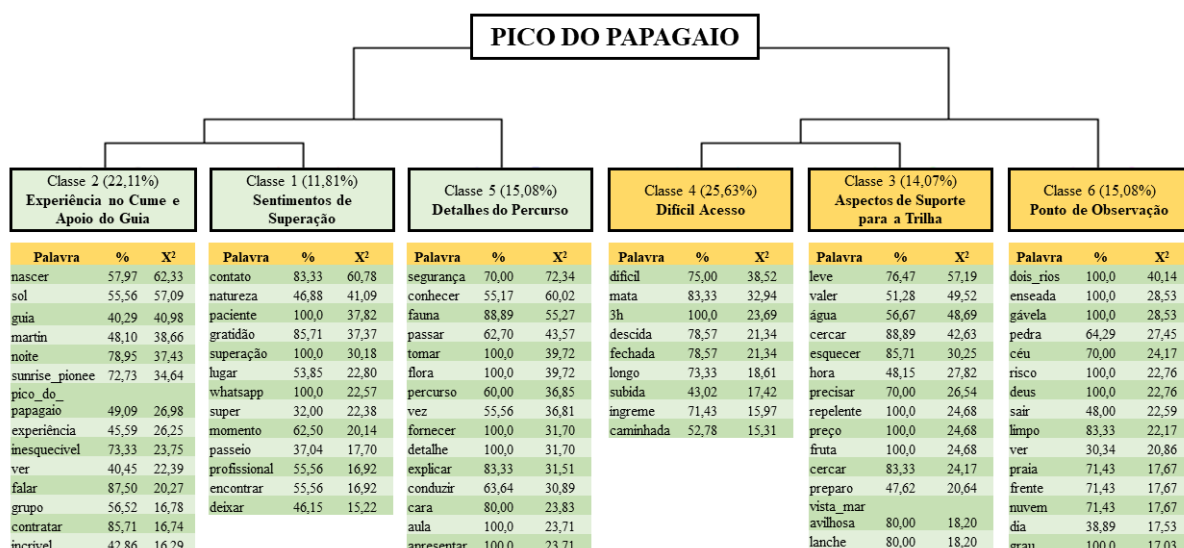 PICO DO PAPAGAIO
Classe 2 (22,11%)
Experiência no Cume e
Apoio do Guia
Palavra % X²
nascer 57,97 62,33
sol 55,56 57,09
guia 40,29 40,98
martin 48,10 38,66
noite 78,95 37,43
sunrise_pionee 72,73 34,64
pico_do_
papagaio 49,09 26,98
experiência 45,59 26,25
inesquecível 73,33 23,75
ver 40,45 22,39
falar 87,50 20,27
grupo 56,52 16,78
contratar 85,71 16,74
incrível 42,86 16,29
Classe 1 (11,81%)
Sentimentos de
Superação
Palavra % X²
contato 83,33 60,78
natureza 46,88 41,09
paciente 100,0 37,82
gratidão 85,71 37,37
superação 100,0 30,18
lugar 53,85 22,80
whatsapp 100,0 22,57
super 32,00 22,38
momento 62,50 20,14
passeio 37,04 17,70
profissional 55,56 16,92
encontrar 55,56 16,92
deixar 46,15 15,22
Classe 5 (15,08%)
Detalhes do Percurso
Palavra % X²
segurança 70,00 72,34
conhecer 55,17 60,02
fauna 88,89 55,27
passar 62,70 43,57
tomar 100,0 39,72
flora 100,0 39,72
percurso 60,00 36,85
vez 55,56 36,81
fornecer 100,0 31,70
detalhe 100,0 31,70
explicar 83,33 31,51
conduzir 63,64 30,89
cara 80,00 23,83
aula 100,0 23,71
apresentar 100,0 23,71
Classe 4 (25,63%)
Difícil Acesso
Palavra % X²
difícil 75,00 38,52
mata 83,33 32,94
3h 100,0 23,69
descida 78,57 21,34
fechada 78,57 21,34
longo 73,33 18,61
subida 43,02 17,42
íngreme 71,43 15,97
caminhada 52,78 15,31
Classe 3 (14,07%)
Aspectos de Suporte
para a Trilha
Palavra % X²
leve 76,47 57,19
valer 51,28 49,52
água 56,67 48,69
cercar 88,89 42,63
esquecer 85,71 30,25
hora 48,15 27,82
precisar 70,00 26,54
repelente 100,0 24,68
preço 100,0 24,68
fruta 100,0 24,68
cercar 83,33 24,17
preparo 47,62 20,64
vista_mar
avilhosa 80,00 18,20
lanche 80,00 18,20
Classe 6 (15,08%)
Ponto de Observação
Palavra % X²
dois_rios 100,0 40,14
enseada 100,0 28,53
gávela 100,0 28,53
pedra 64,29 27,45
céu 70,00 24,17
risco 100,0 22,76
deus 100,0 22,76
sair 48,00 22,59
limpo 83,33 22,17
ver 30,34 20,86
praia 71,43 17,67
frente 71,43 17,67
nuvem 71,43 17,67
dia 38,89 17,53
grau 100,0 17,03